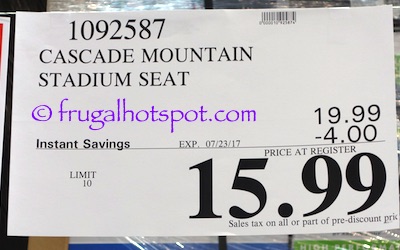 1092587
CASCADE MOUNTAIN
STADIUM SEAT
© frugalhotspot.com
19.99
Instant Savings EXP. 07/23/17 -4.00
PRICE AT REGISTER
LIMIT
10
15.99
Sales tax on all or part of pre-discount pric